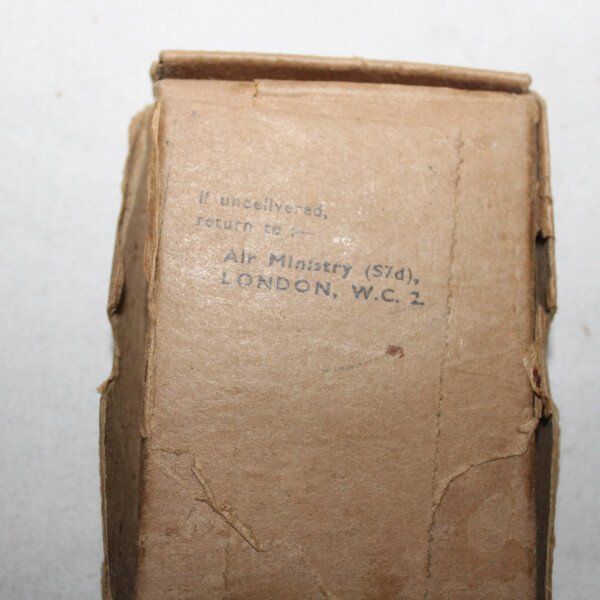 If undelivered,
return to :—
Air Ministry (S7d),
LONDON, W.C. 2